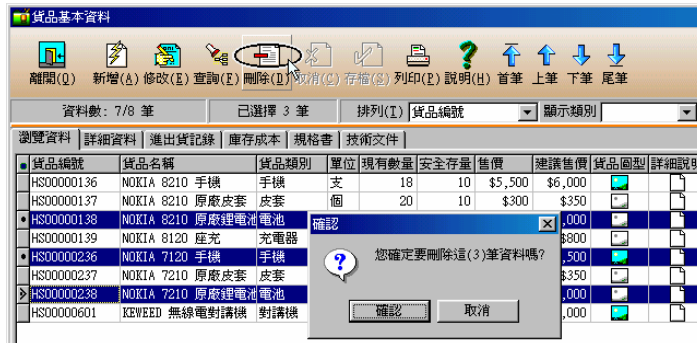 貨品基本資料
離開(Q) 新增(A) 修改(E) 查詢(F) 刪除(D) 取消(C) 存檔(S) 列印(P) 說明(H) 首筆 上筆 下筆 尾筆
資料數: 7/8 筆 已選擇 3 筆 排列(I) 貨品編號 顯示類別
瀏覽資料 詳細資料 進出貨記錄 庫存成本 規格書 技術文件
貨品編號 貨品名稱 貨品類別 單位 現有數量 安全存量 售價 建議售價 貨品圖型 詳細說明
HS00000136 NOKIA 8210 手機 手機 支 18 10 $5,500 $6,000
HS00000137 NOKIA 8210 原廠皮套 皮套 個 20 10 $300 $350
HS00000138 NOKIA 8210 原廠鋰電池 電池 ,000
HS00000139 NOKIA 8120 座充 充電器 $800
HS00000236 NOKIA 7120 手機 手機 ,500
HS00000237 NOKIA 7210 原廠皮套 皮套 $350
HS00000238 NOKIA 7210 原廠鋰電池 電池 ,000
HS00000601 KEWEED 無線電對講機 對講機 ,000
確認
您確定要刪除這(3)筆資料嗎?
確認 取消